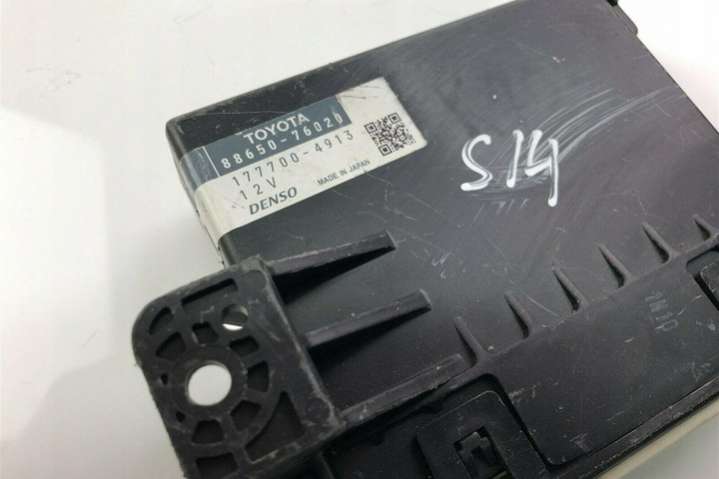 TOYOTA
88650-76020
177700-4913
12V
DENSO MADE IN JAPAN
S14